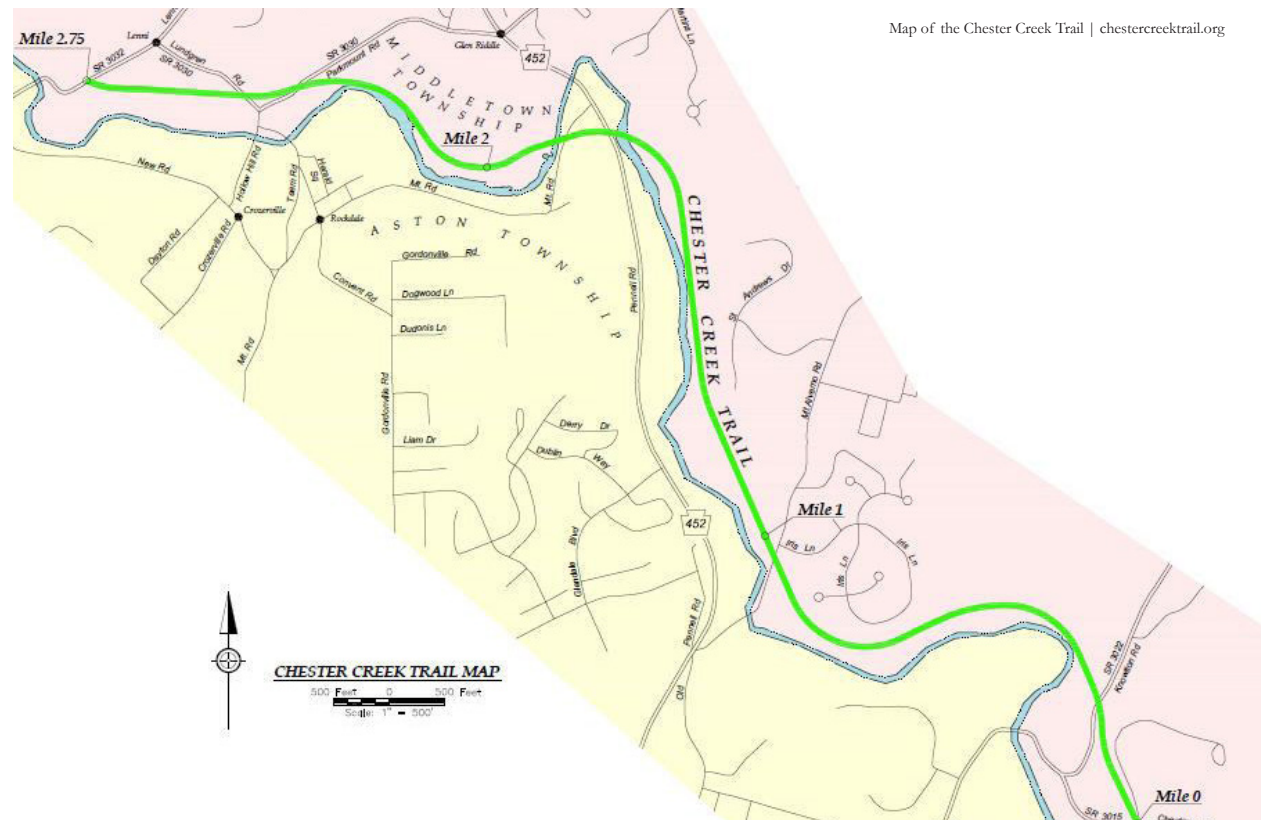 Map of the Chester Creek Trail | chestercreektrail.org
Mile 2.75
Lenni
SR 3032
SR 3030
Lundgren Rd
SR 3030
Parkmount Rd
Glen Riddle
452
MIDDLETOWN
TOWNSHIP
Mile 2
New Rd
Hollow Hill Rd
Mt. Rd
Mt. Rd
Crozerville
Rockdale
Dayton Rd
Crozerville Rd
ASTON TOWNSHIP
Gordonville Rd
Convent Rd
Dogwood Ln
Dudonis Ln
Mt. Rd
Pennell Rd
CHESTER CREEK TRAIL
St Andrews Dr
Mt Alverno Rd
Gordonville Rd
Liam Dr
Derry Dr
Dublin Way
452
Mile 1
Iris Ln
Iris Ln
Iris Ln
Glendale Blvd
Pennell Rd
Old
SR 3022
Knowlton Rd
CHESTER CREEK TRAIL MAP
500 Feet 0 500 Feet
Scale: 1" = 500'
Mile 0
SR 3015